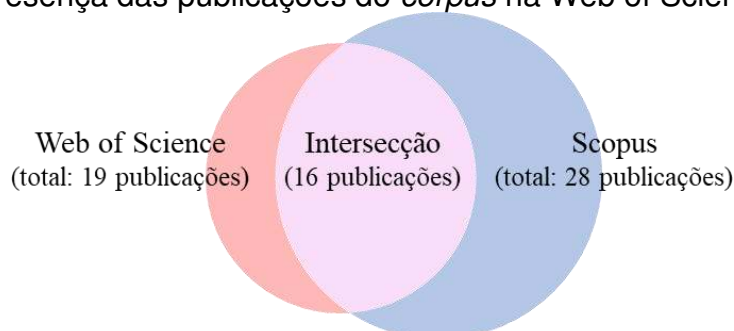 das publicações do corpus na Web of
Web of Science
(total: 19 publicações)
Intersecção
(16 publicações)
Scopus
(total: 28 publicações)